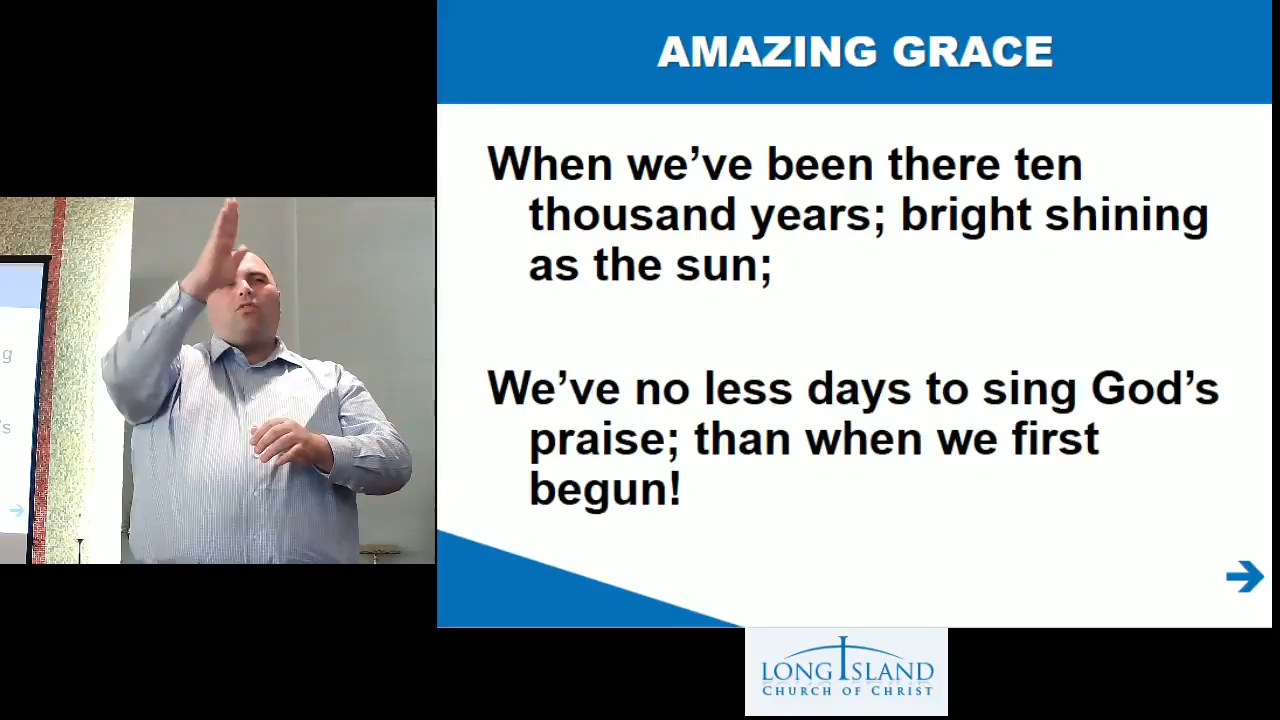 AMAZING GRACE
When we’ve been there ten
thousand years; bright shining
as the sun;
We’ve no less days to sing God’s
praise; than when we first
begun!
g
’s
LONG ISLAND
CHURCH OF CHRIST